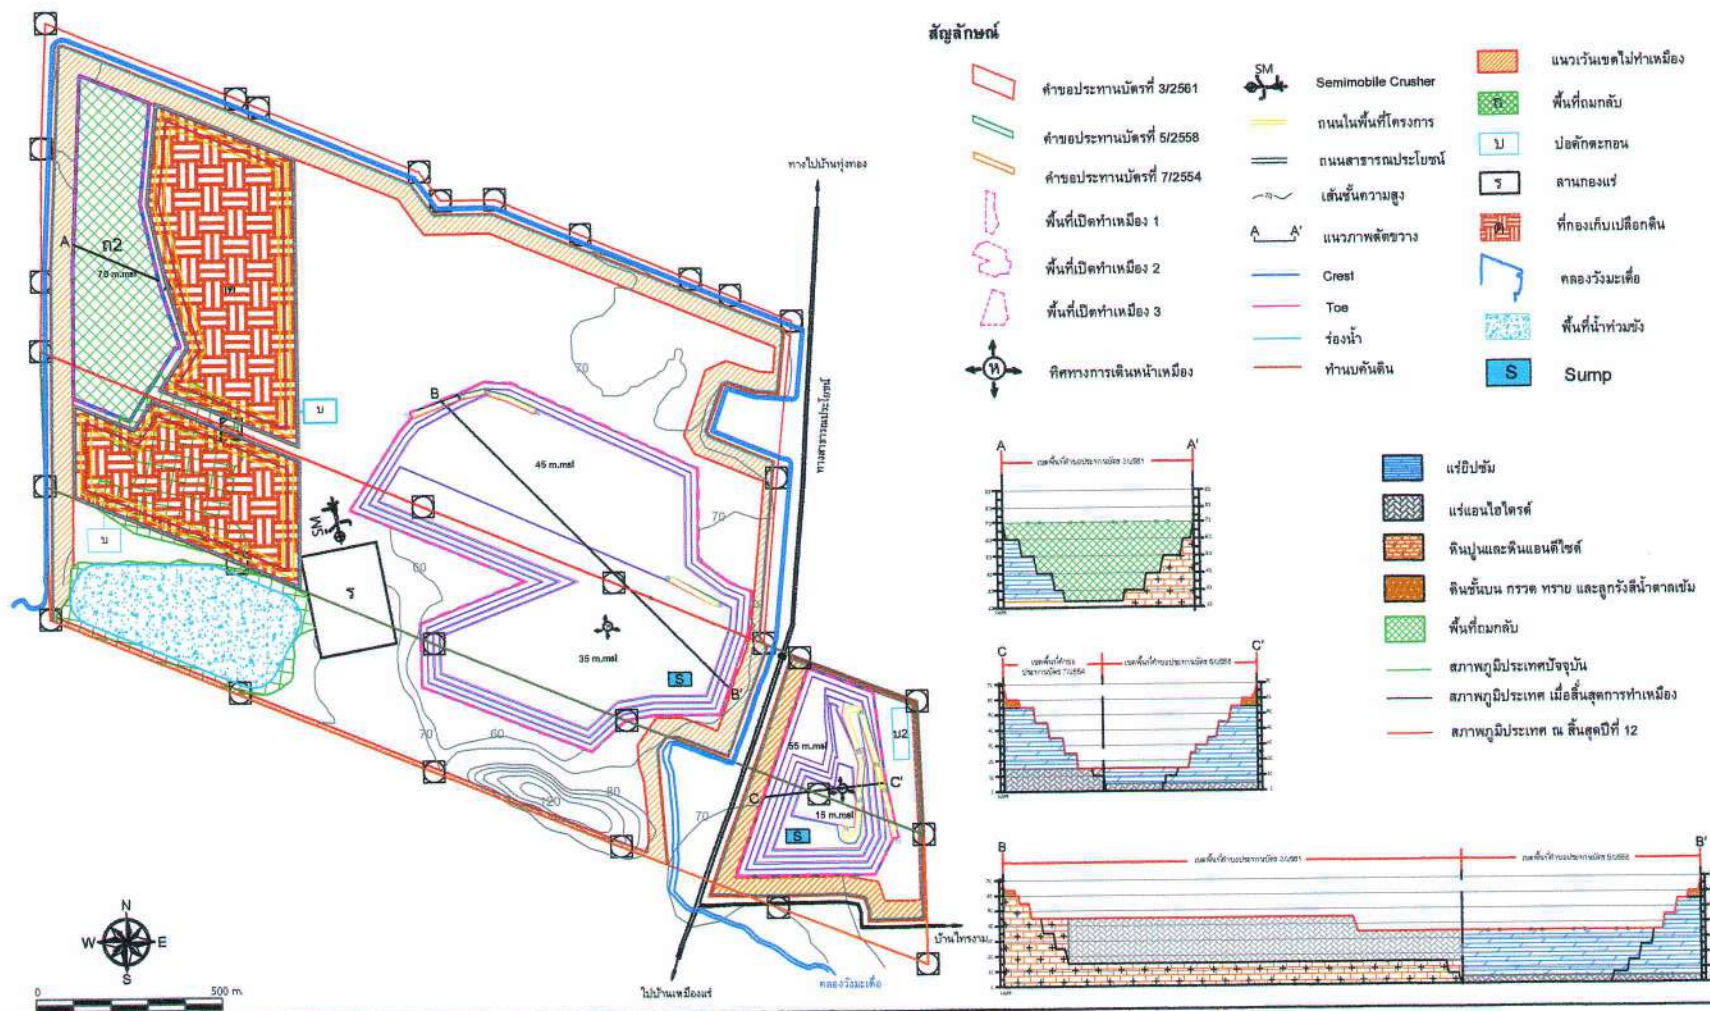 สัญลักษณ์
คำขอประทานบัตรที่ 3/2561
คำขอประทานบัตรที่ 5/2558
คำขอประทานบัตรที่ 7/2554
พื้นที่เปิดทำเหมือง 1
พื้นที่เปิดทำเหมือง 2
พื้นที่เปิดทำเหมือง 3
ห
ทิศทางการเดินหน้าเหมือง
SM
Semimobile Crusher
ถนนในพื้นที่โครงการ
ถนนสาธารณประโยชน์
70
เส้นชั้นความสูง
A A'
แนวภาพตัดขวาง
Crest
Toe
ร่องน้ำ
ทำนบคันดิน
แนวเว้นเขตไม่ทำเหมือง
ถ
พื้นที่ถมกลับ
บ
บ่อดักตะกอน
ร
ลานกองแร่
ที่กองเก็บเปลือกดิน
คลองวังมะเดื่อ
พื้นที่น้ำท่วมขัง
S
Sump
ทางไปบ้านทุ่งทอง
ทางสาธารณประโยชน์
A
ถ2
70 m.msl
70
B
บ
45 m.msl
70
SM
บ
60
ร
35 m.msl
S
B'
55 m.msl
บ2
70
60
80
120
70
C
C'
15 m.msl
S
บ้านไทรงาม
ไปบ้านเหมืองแร่
คลองวังมะเดื่อ
N
W
E
S
0
500 m.
A
A'
C
C'
B
B'
แร่ยิปซัม
แร่แอนไฮไดรต์
หินปูนและหินแอนดีไซต์
ดินชั้นบน กรวด ทราย และลูกรังสีน้ำตาลเข้ม
พื้นที่ถมกลับ
สภาพภูมิประเทศปัจจุบัน
สภาพภูมิประเทศ เมื่อสิ้นสุดการทำเหมือง
สภาพภูมิประเทศ ณ สิ้นสุดปีที่ 12